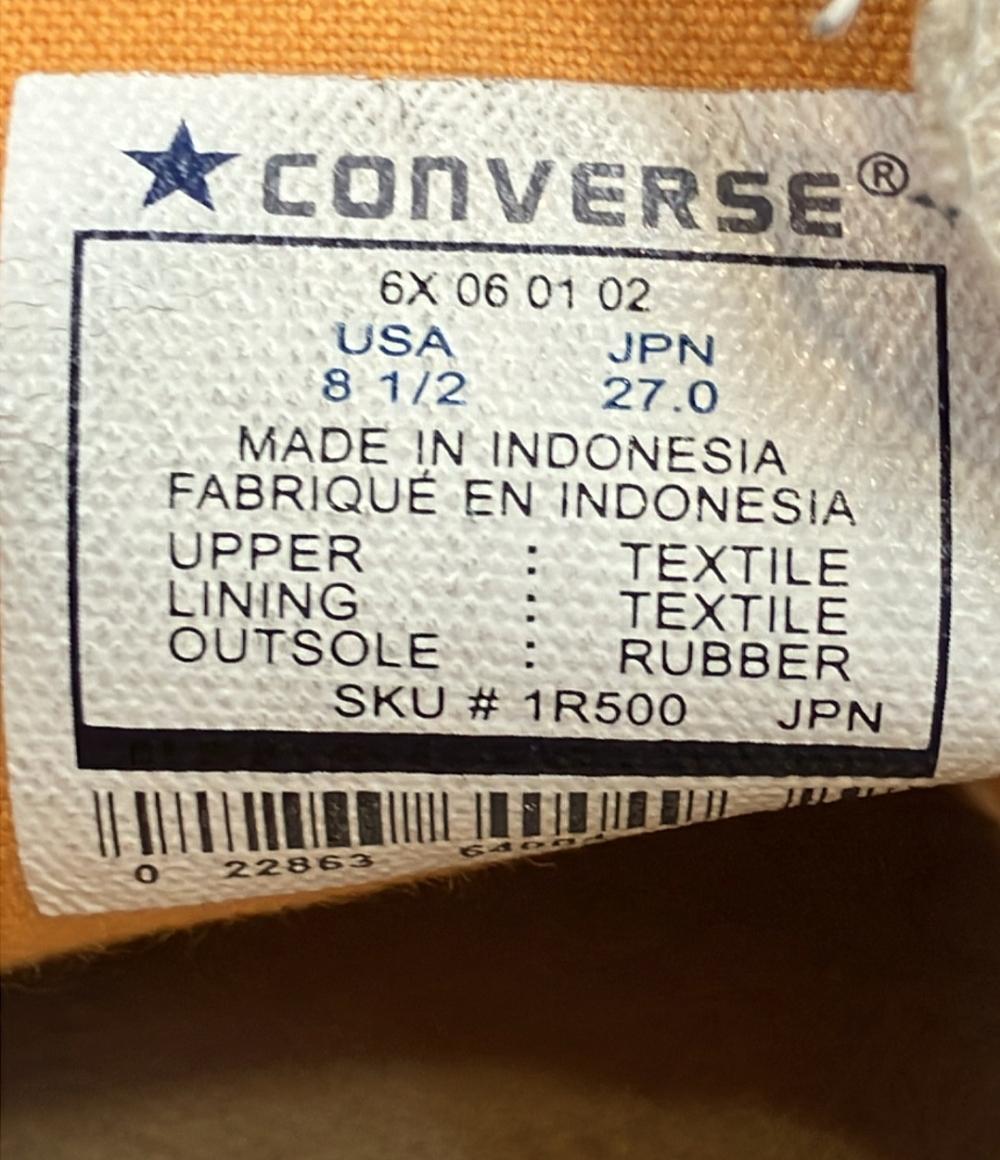 CONVERSE®
6X 06 01 02
USA JPN
8 1/2 27.0
MADE IN INDONESIA
FABRIQUÉ EN INDONESIA
UPPER : TEXTILE
LINING : TEXTILE
OUTSOLE : RUBBER
SKU # 1R500 JPN
0 22863